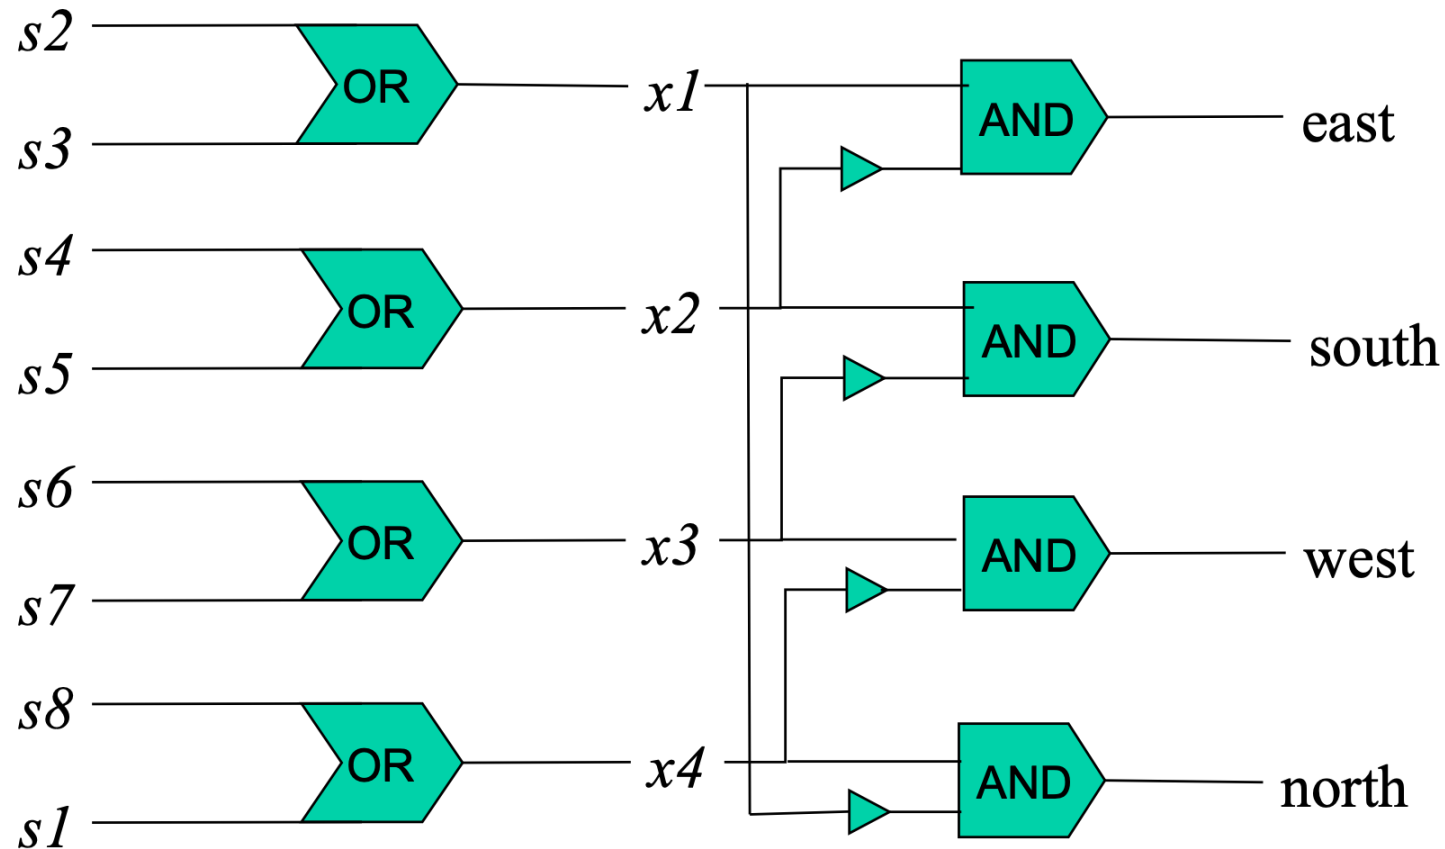 s2
OR
x1
AND
east
s3
s4
OR
x2
AND
south
s5
s6
OR
x3
AND
west
s7
s8
OR
x4
AND
north
s1